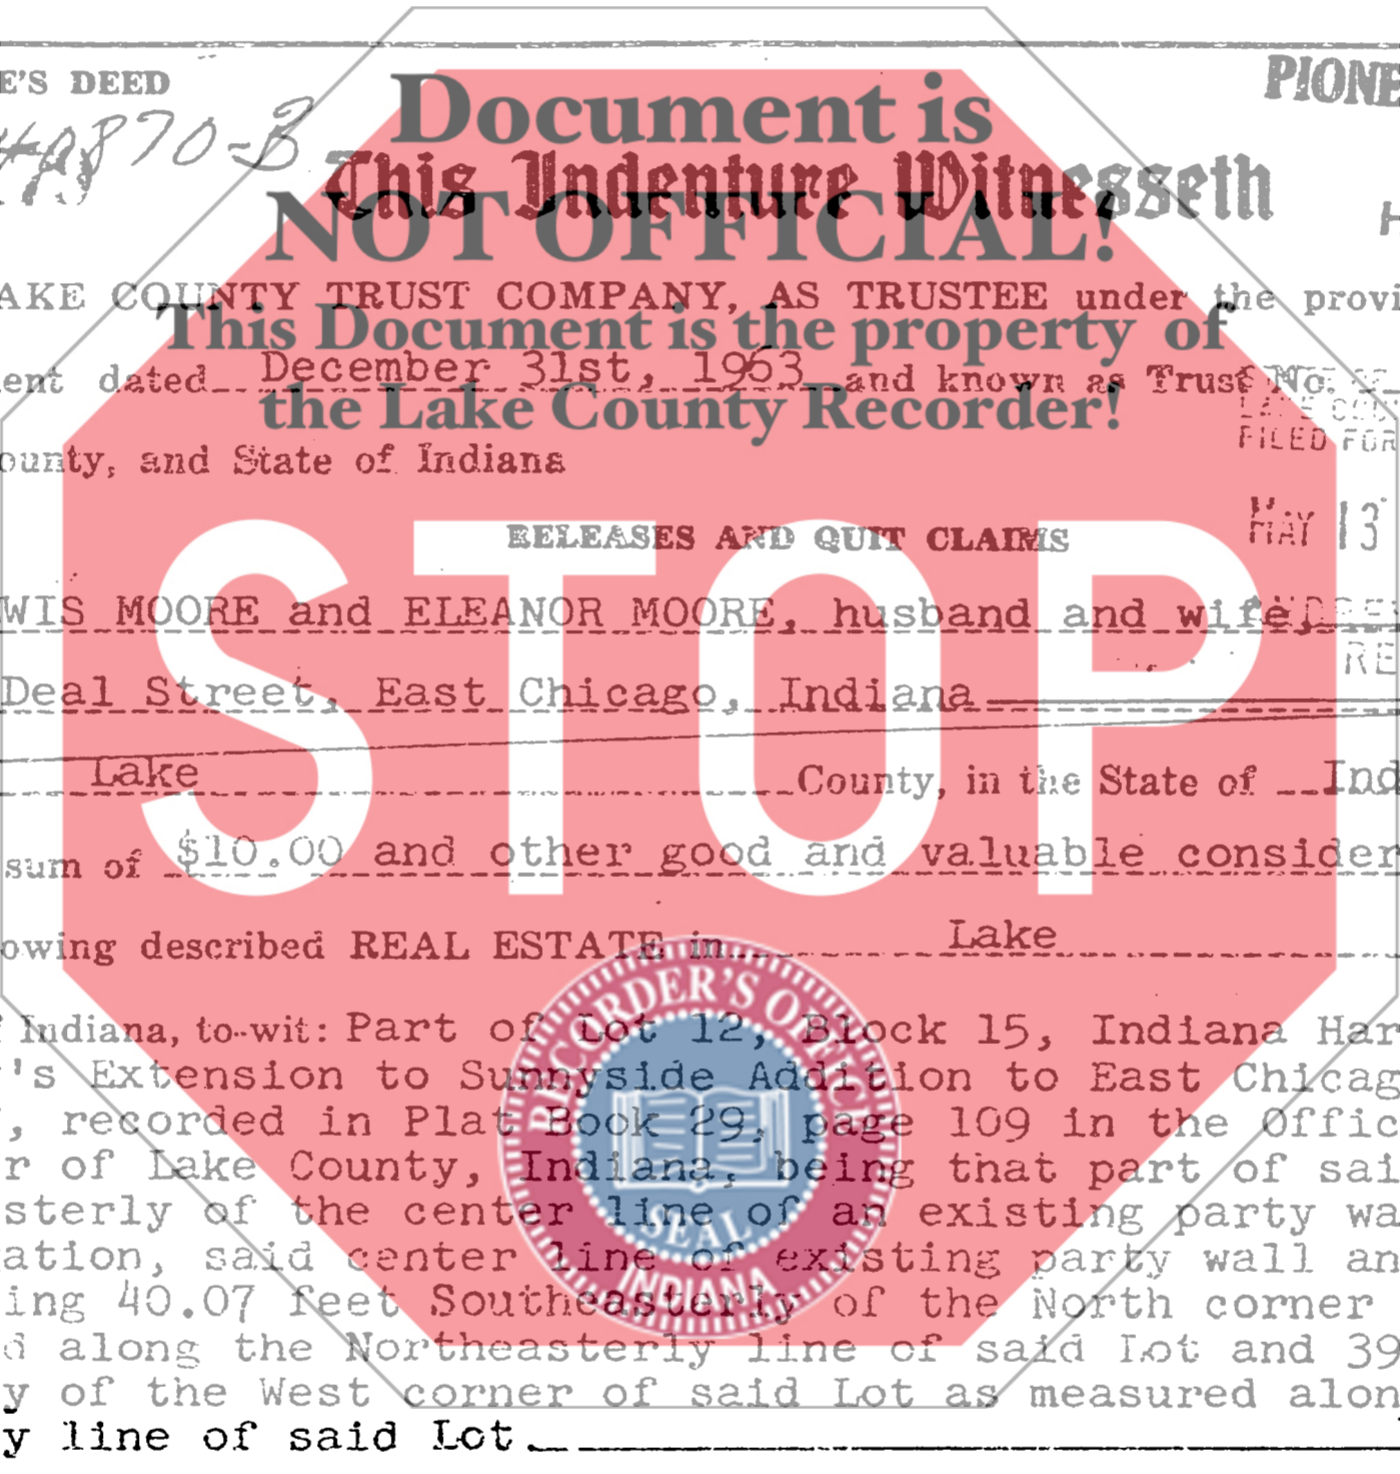 E'S DEED
PIONE
Document is
870-B
This Indenture Witnesseth
NOT OFFICIAL!
H
AKE COUNTY TRUST COMPANY, AS TRUSTEE under the provi
This Document is the property of
ent dated December 31st, 1963 and known as Trust No.
the Lake County Recorder!
FILED FOR
ounty, and State of Indiana
STOP
RELEASES AND QUIT CLAIMS
MAY 13
WIS MOORE and ELEANOR MOORE, husband and wife,
RE
Deal Street, East Chicago, Indiana
Lake County, in the State of Ind
sum of $10.00 and other good and valuable consider
owing described REAL ESTATE in Lake
RECORDER'S OFFICE
Indiana, to-wit: Part of Lot 12, Block 15, Indiana Har
's Extension to Sunnyside Addition to East Chicag
, recorded in Plat Book 29, page 109 in the Offic
r of Lake County, Indiana, being that part of sai
sterly of the center line of an existing party wa
SEAL
ation, said center line of existing party wall an
INDIANA
ing 40.07 feet Southeasterly of the North corner
d along the Northeasterly line of said Lot and 39
y of the West corner of said Lot as measured alon
y line of said Lot